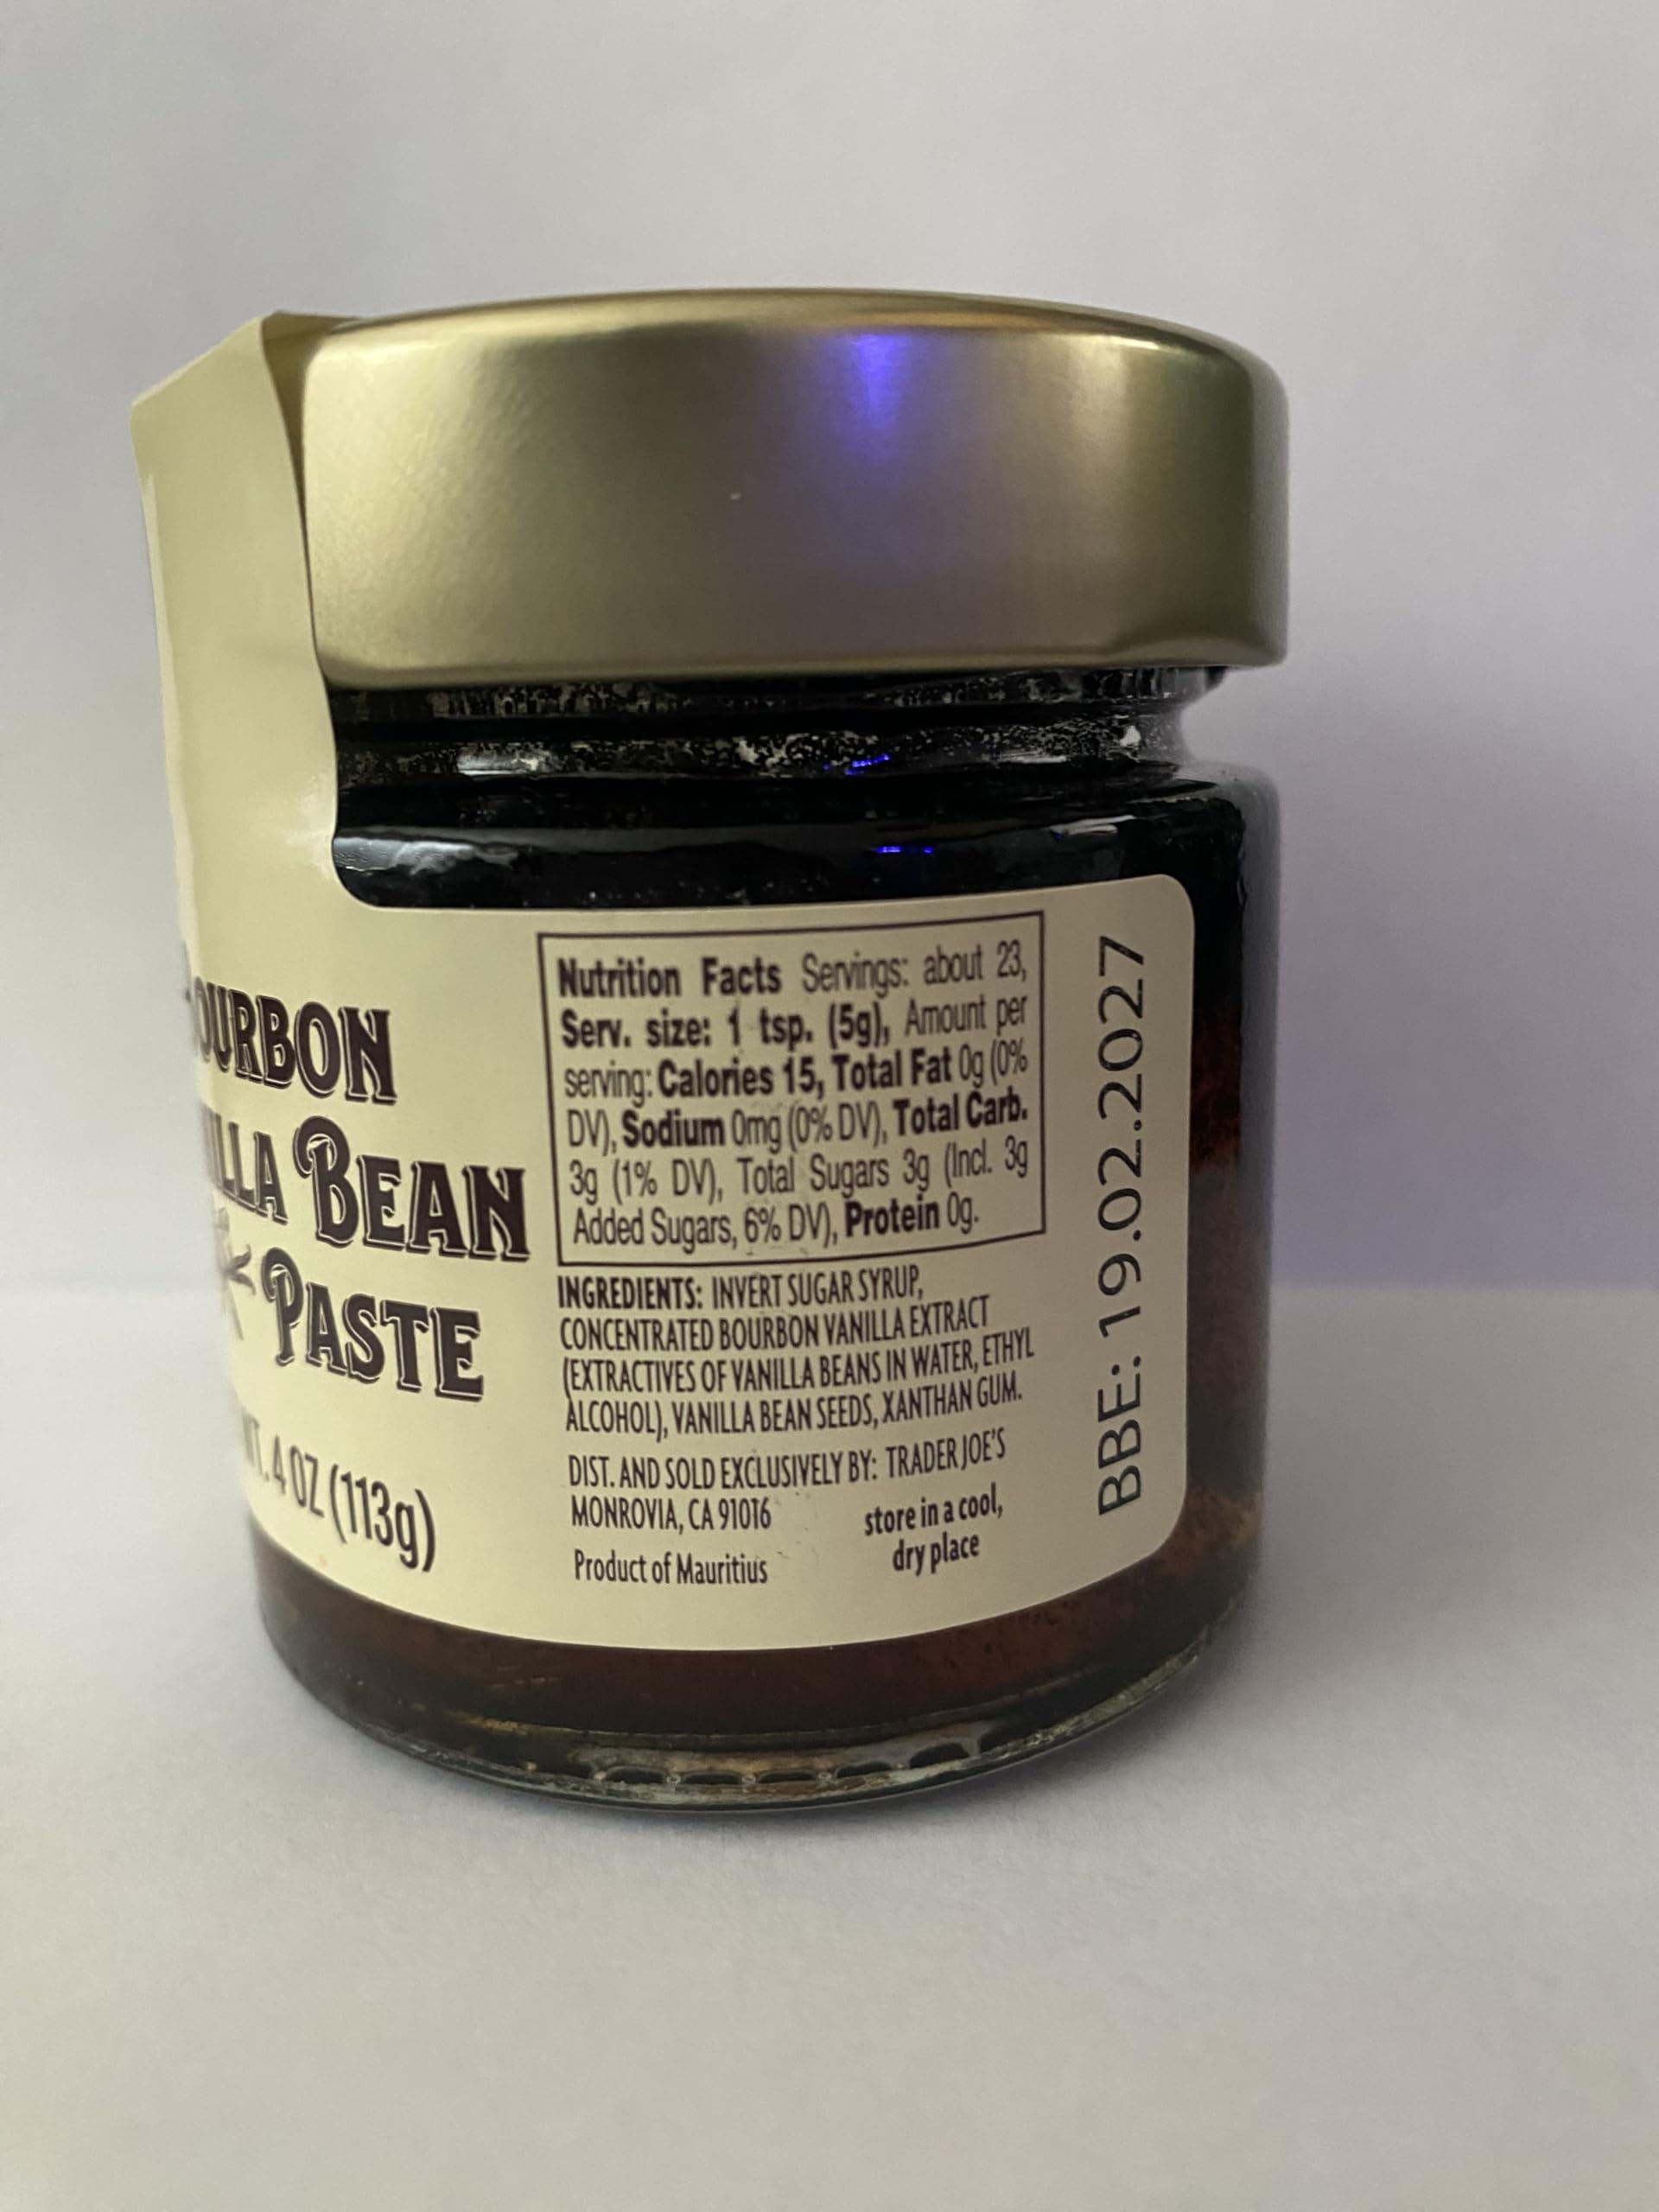 BEAN
PASTE
4 OZ (113g)
Nutrition Facts Servings: about 23,
Serv. size: 1 tsp. (5g), Amount per
serving: Calories 15, Total Fat 0g (0%
DV), Sodium 0mg (0% DV), Total Carb.
3g (1% DV), Total Sugars 3g (Incl. 3g
Added Sugars, 6% DV), Protein 0g.
INGREDIENTS: INVERT SUGAR SYRUP,
CONCENTRATED BOURBON VANILLA EXTRACT
(EXTRACTIVES OF VANILLA BEANS IN WATER, ETHYL
ALCOHOL), VANILLA BEAN SEEDS, XANTHAN GUM.
DIST. AND SOLD EXCLUSIVELY BY: TRADER JOE'S
MONROVIA, CA 91016
Product of Mauritius
store in a cool,
dry place
BBE: 19.02.2027